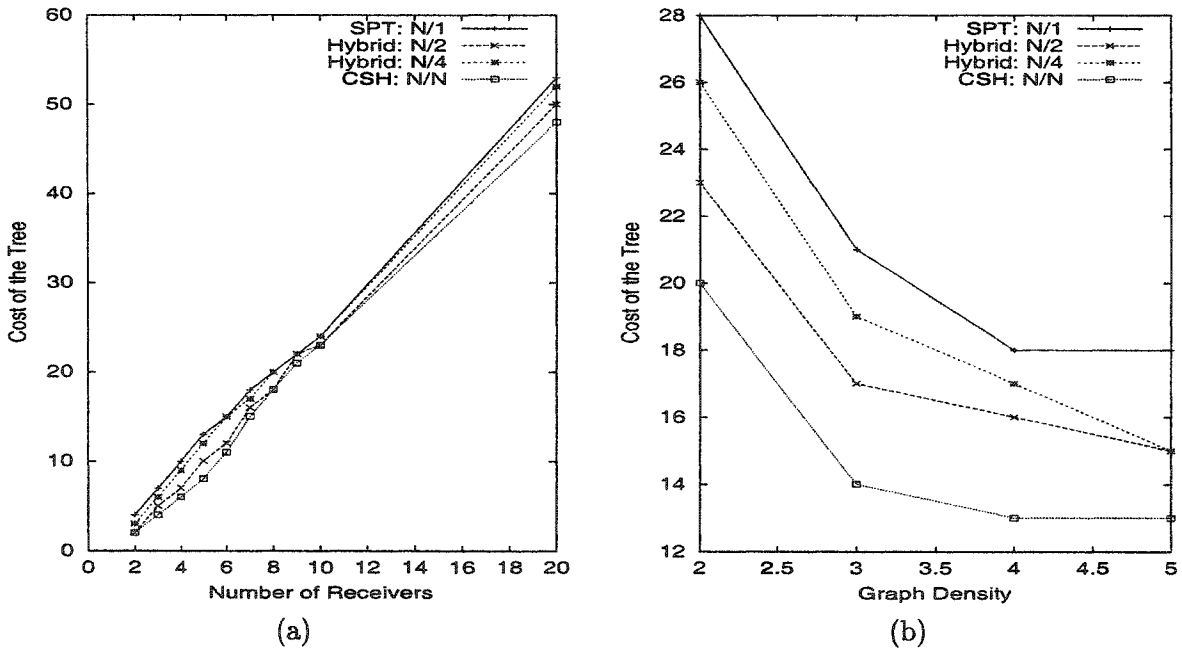 60
50
40
30
20
10
0
Cost of the Tree
SPT: N/1
Hybrid: N/2
Hybrid: N/4
CSH: N/N
0 2 4 6 8 10 12 14 16 18 20
Number of Receivers
(a)
28
26
24
22
20
18
16
14
12
Cost of the Tree
SPT: N/1
Hybrid: N/2
Hybrid: N/4
CSH: N/N
2 2.5 3 3.5 4 4.5 5
Graph Density
(b)